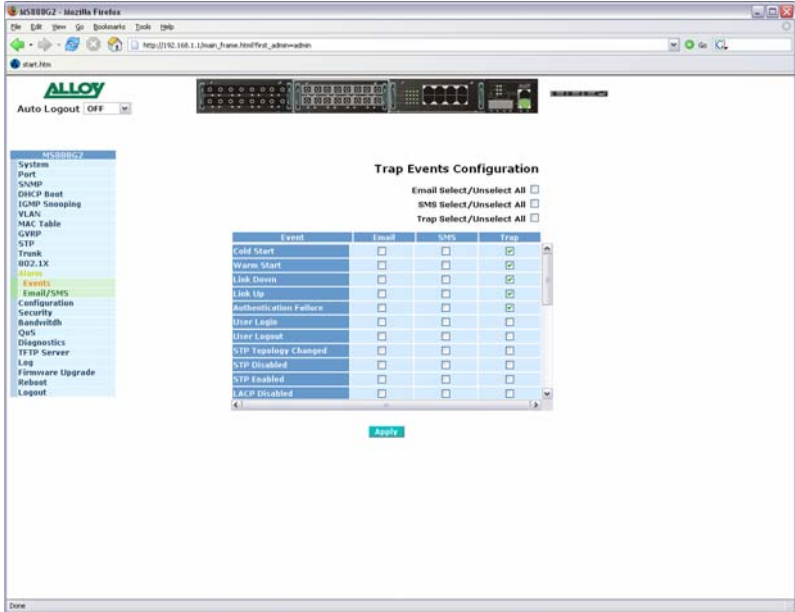 MS888G2 - Mozilla Firefox
File Edit View Go Bookmarks Tools Help
http://192.168.1.1/main_frame.html?first_admin=admin
Go
start.htm
ALLOY
Auto Logout OFF
MS888G2
System
Port
SNMP
DHCP Boot
IGMP Snooping
VLAN
MAC Table
GVRP
STP
Trunk
802.1X
Alarm
Events
Email/SMS
Configuration
Security
Bandwitdh
QoS
Diagnostics
TFTP Server
Log
Firmware Upgrade
Reboot
Logout
Trap Events Configuration
Email Select/Unselect All
SMS Select/Unselect All
Trap Select/Unselect All
Event Email SMS Trap
Cold Start
Warm Start
Link Down
Link Up
Authentication Failure
User Login
User Logout
STP Topology Changed
STP Disabled
STP Enabled
LACP Disabled
Apply
Done